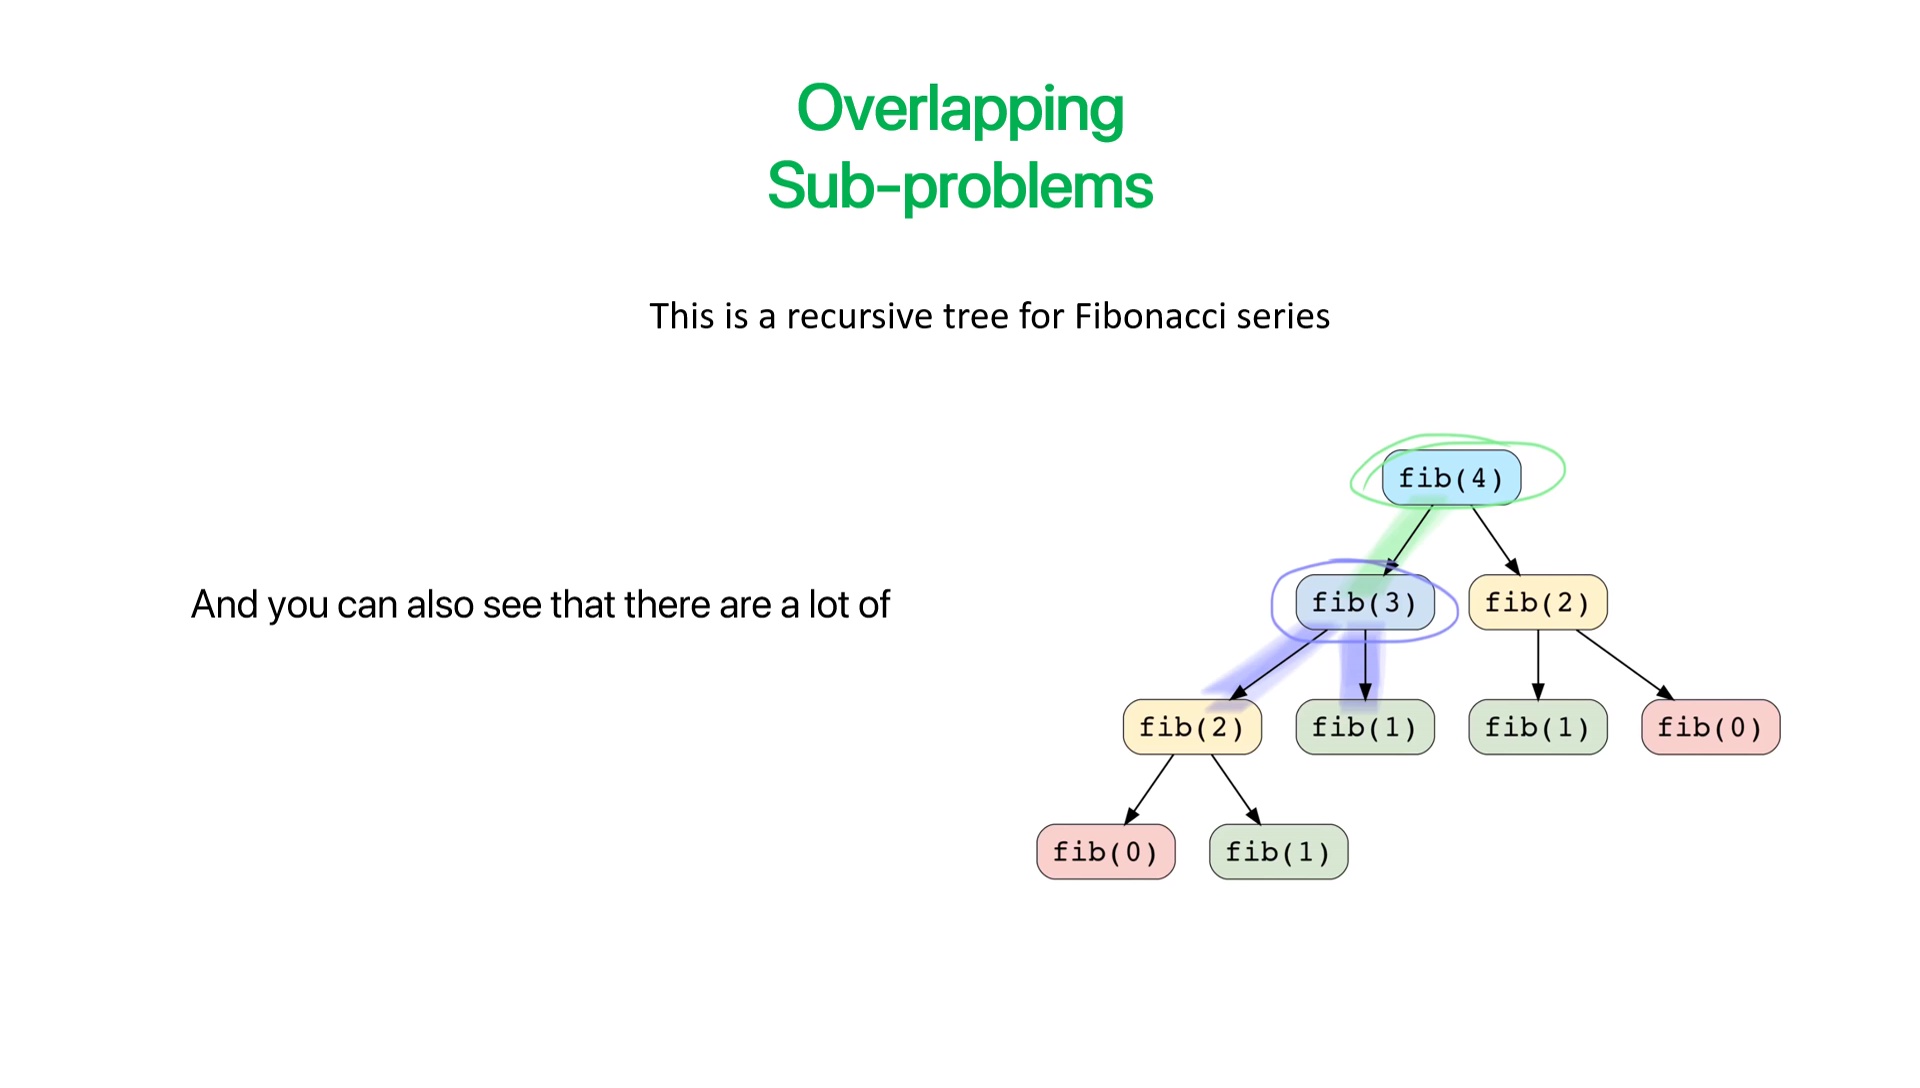 Overlapping
Sub-problems
This is a recursive tree for Fibonacci series
And you can also see that there are a lot of
fib(4)
fib(3)
fib(2)
fib(2)
fib(1)
fib(1)
fib(0)
fib(0)
fib(1)